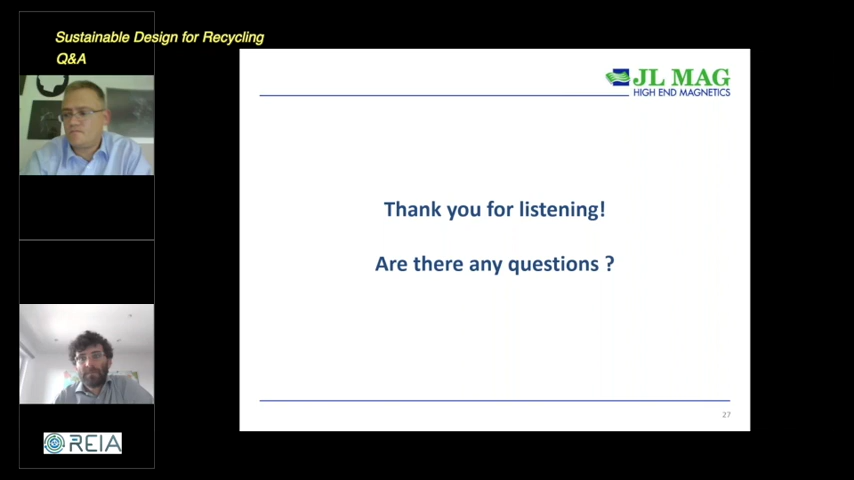 Sustainable Design for Recycling
Q&A
JL MAG
HIGH END MAGNETICS
Thank you for listening!
Are there any questions ?
27
REIA